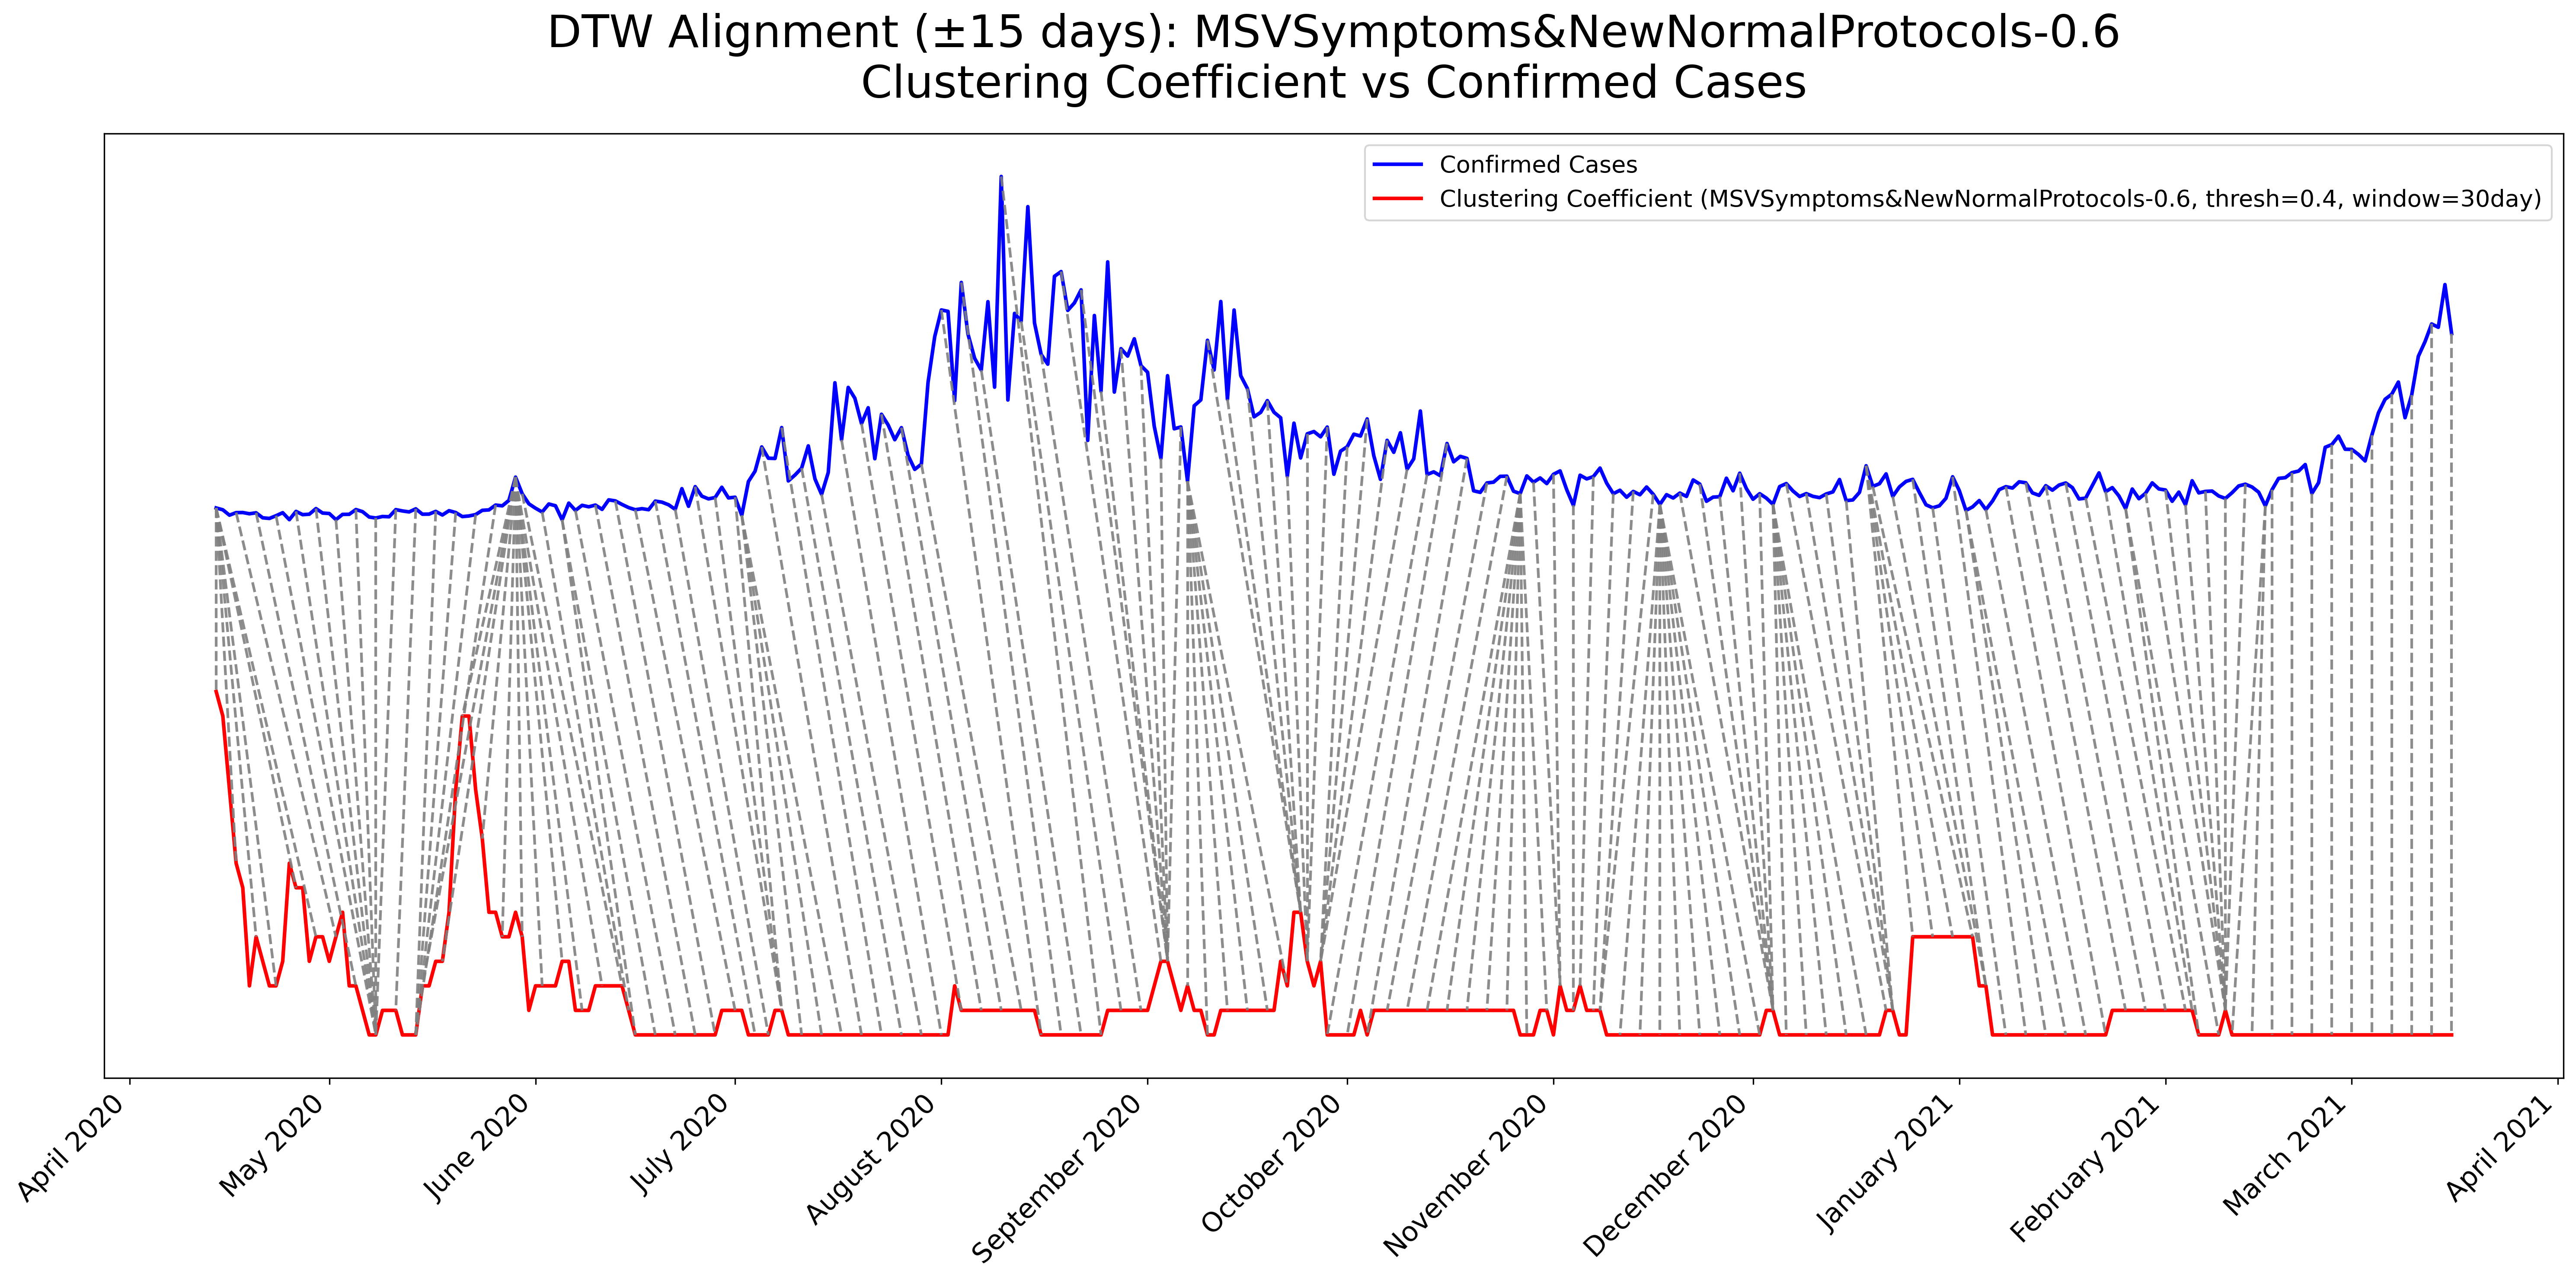 DTW Alignment (±15 days): MSVSymptoms&NewNormalProtocols-0.6
Clustering Coefficient vs Confirmed Cases
Confirmed Cases
Clustering Coefficient (MSVSymptoms&NewNormalProtocols-0.6, thresh=0.4, window=30day)
April 2020
May 2020
June 2020
July 2020
August 2020
September 2020
October 2020
November 2020
December 2020
January 2021
February 2021
March 2021
April 2021